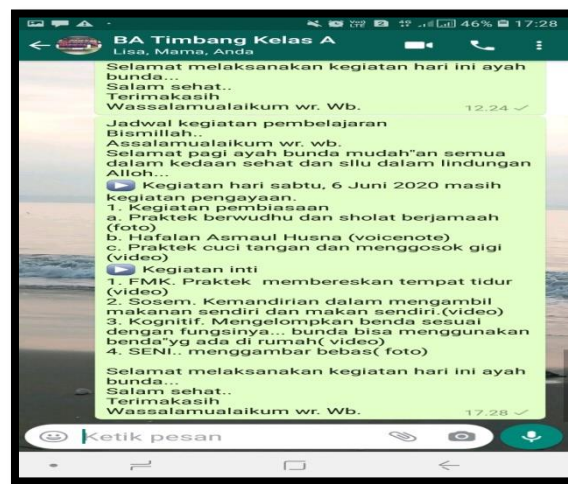 46% 17:28
BA Timbang Kelas A
Lisa, Mama, Anda
Selamat melaksanakan kegiatan hari ini ayah
bunda...
Salam sehat..
Terimakasih
Wassalamualaikum wr. Wb. 12.24
Jadwal kegiatan pembelajaran
Bismillah..
Assalamualaikum wr. wb.
Selamat pagi ayah bunda mudah"an semua
dalam kedaan sehat dan sllu dalam lindungan
Alloh...
Kegiatan hari sabtu, 6 Juni 2020 masih
kegiatan pengayaan.
1. Kegiatan pembiasaan
a. Praktek berwudhu dan sholat berjamaah
(foto)
b. Hafalan Asmaul Husna (voicenote)
c. Praktek cuci tangan dan menggosok gigi
(video)
Kegiatan inti
1. FMK. Praktek membereskan tempat tidur
(video)
2. Sosem. Kemandirian dalam mengambil
makanan sendiri dan makan sendiri.(video)
3. Kognitif. Mengelompkan benda sesuai
dengan fungsinya... bunda bisa menggunakan
benda"yg ada di rumah( video)
4. SENI.. menggambar bebas( foto)
Selamat melaksanakan kegiatan hari ini ayah
bunda...
Salam sehat..
Terimakasih
Wassalamualaikum wr. Wb. 17.28
Ketik pesan